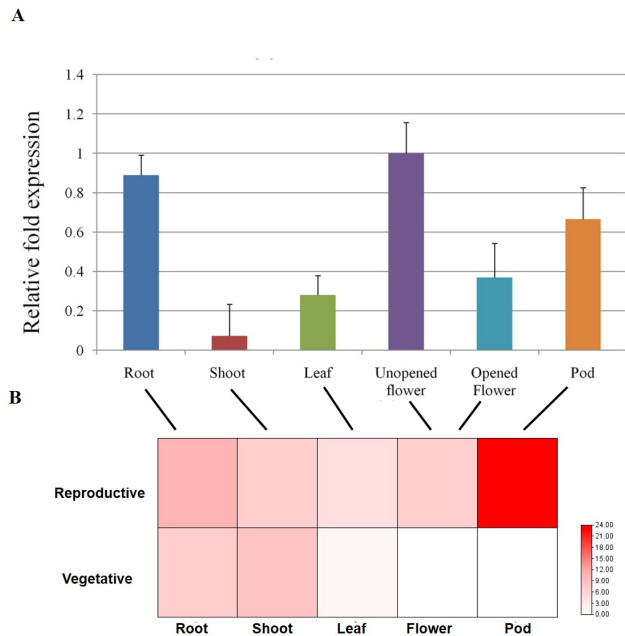 A
Relative fold expression
1.4
1.2
1
0.8
0.6
0.4
0.2
0
Root Shoot Leaf Unopened flower Opened Flower Pod
B
Reproductive
Vegetative
24.00
21.00
18.00
15.00
12.00
9.00
6.00
3.00
0.00
Root Shoot Leaf Flower Pod